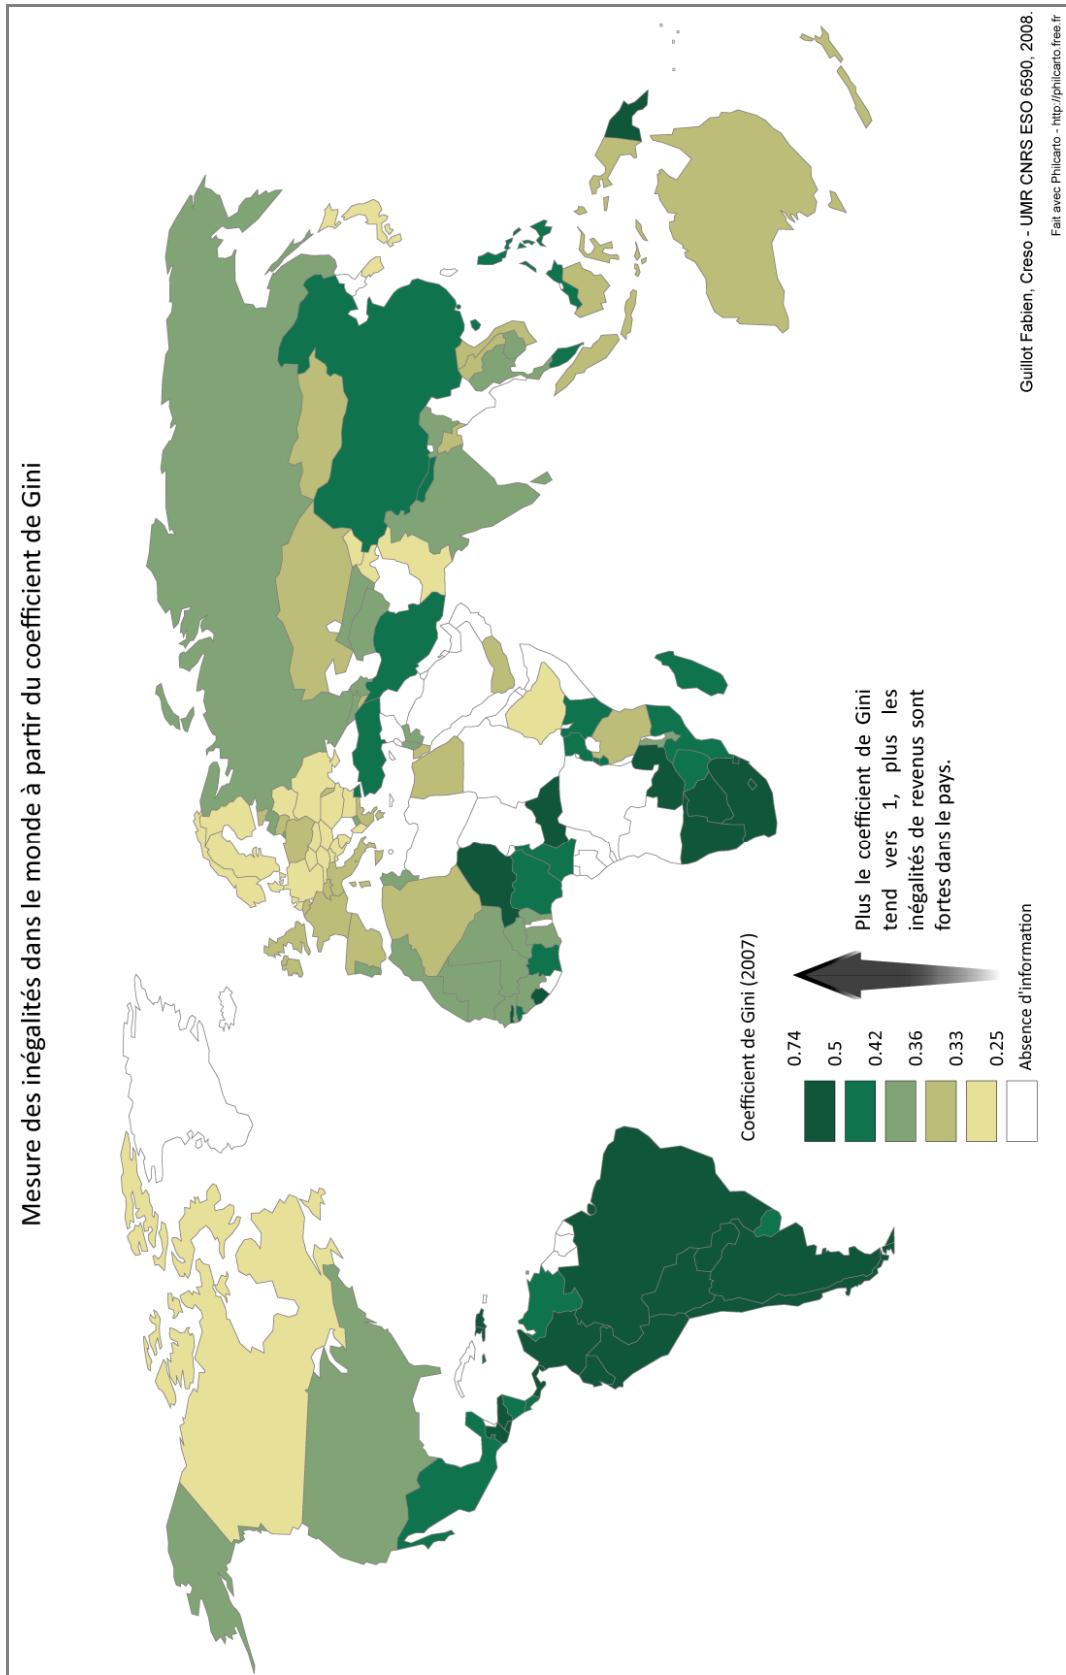 Mesure des inégalités dans le monde à partir du coefficient de Gini
Coefficient de Gini (2007)
0.74
0.5
0.42
0.36
0.33
0.25
Absence d'information
Plus le coefficient de Gini
tend vers 1, plus les
inégalités de revenus sont
fortes dans le pays.
Guillot Fabien, Creso - UMR CNRS ESO 6590, 2008.
Fait avec Philcarto - http://philcarto.free.fr